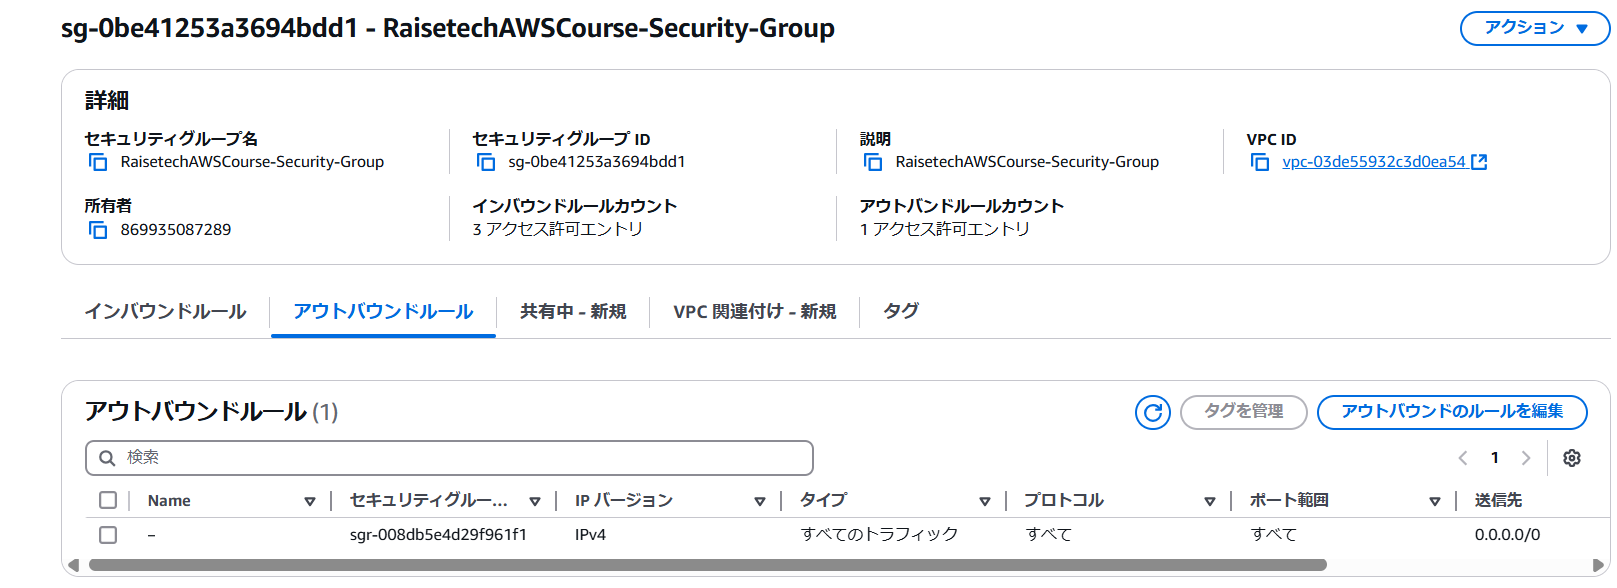 sg-0be41253a3694bdd1 - RaisetechAWSCourse-Security-Group
アクション
詳細
セキュリティグループ名
RaisetechAWSCourse-Security-Group
セキュリティグループ ID
sg-0be41253a3694bdd1
説明
RaisetechAWSCourse-Security-Group
VPC ID
vpc-03de55932c3d0ea54
所有者
869935087289
インバウンドルールカウント
3 アクセス許可エントリ
アウトバンドルールカウント
1 アクセス許可エントリ
インバウンドルール
アウトバウンドルール
共有中 - 新規
VPC 関連付け - 新規
タグ
アウトバウンドルール (1)
タグを管理
アウトバウンドのルールを編集
検索
1
Name セキュリティグルー... IP バージョン タイプ プロトコル ポート範囲 送信先
– sgr-008db5e4d29f961f1 IPv4 すべてのトラフィック すべて すべて 0.0.0.0/0